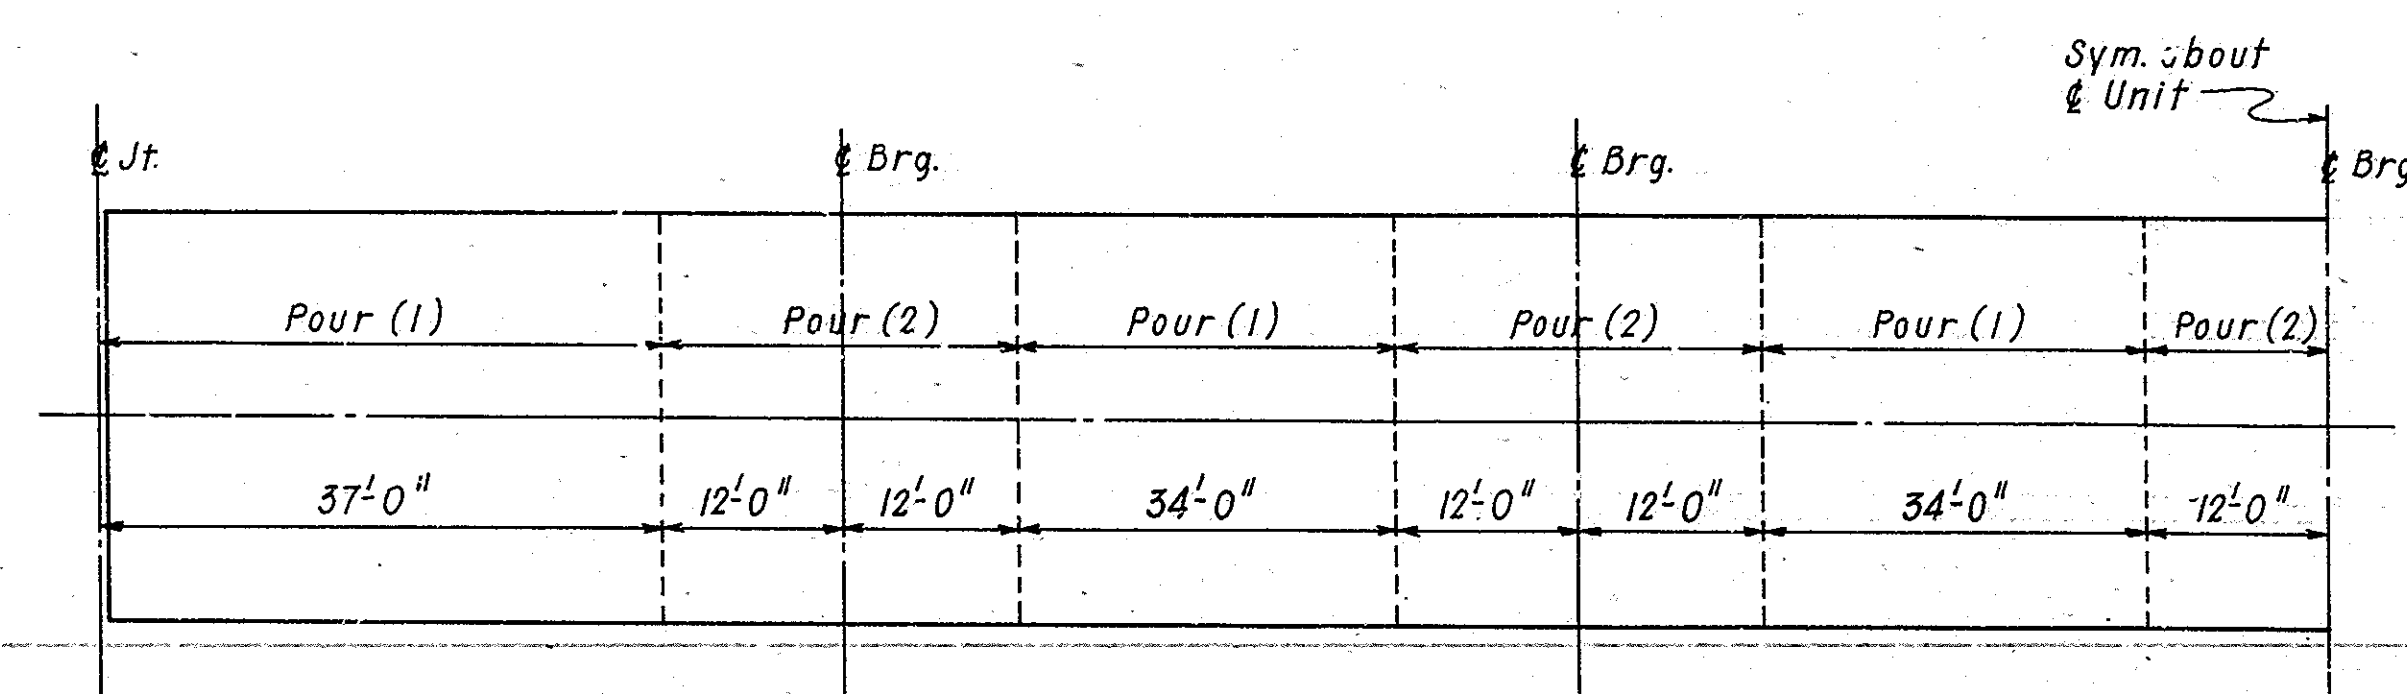 Sym. about
℄ Unit
℄ Jt.
℄ Brg.
℄ Brg.
℄ Brg
Pour (1)
Pour (2)
Pour (1)
Pour (2)
Pour (1)
Pour (2)
37'-0"
12'-0"
12'-0"
34'-0"
12'-0"
12'-0"
34'-0"
12'-0"